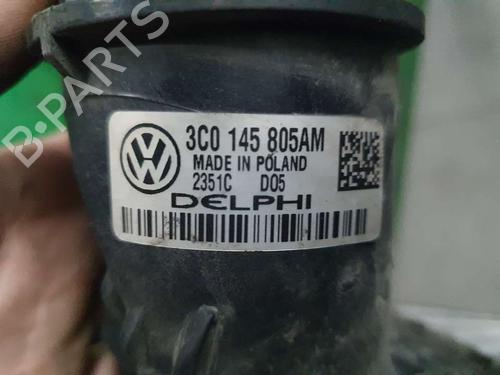 B-PARTS
3C0 145 805AM
MADE IN POLAND
2351C D05
DELPHI